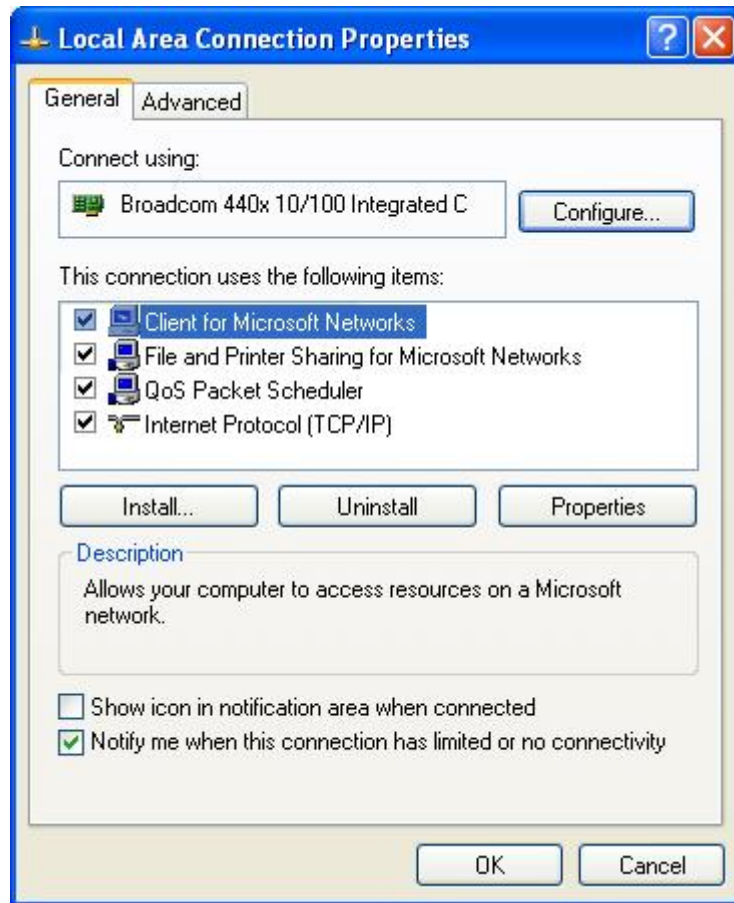 Local Area Connection Properties
?
General Advanced
Connect using:
Broadcom 440x 10/100 Integrated C
Configure...
This connection uses the following items:
Client for Microsoft Networks
File and Printer Sharing for Microsoft Networks
QoS Packet Scheduler
Internet Protocol (TCP/IP)
Install... Uninstall Properties
Description
Allows your computer to access resources on a Microsoft
network.
Show icon in notification area when connected
Notify me when this connection has limited or no connectivity
OK Cancel